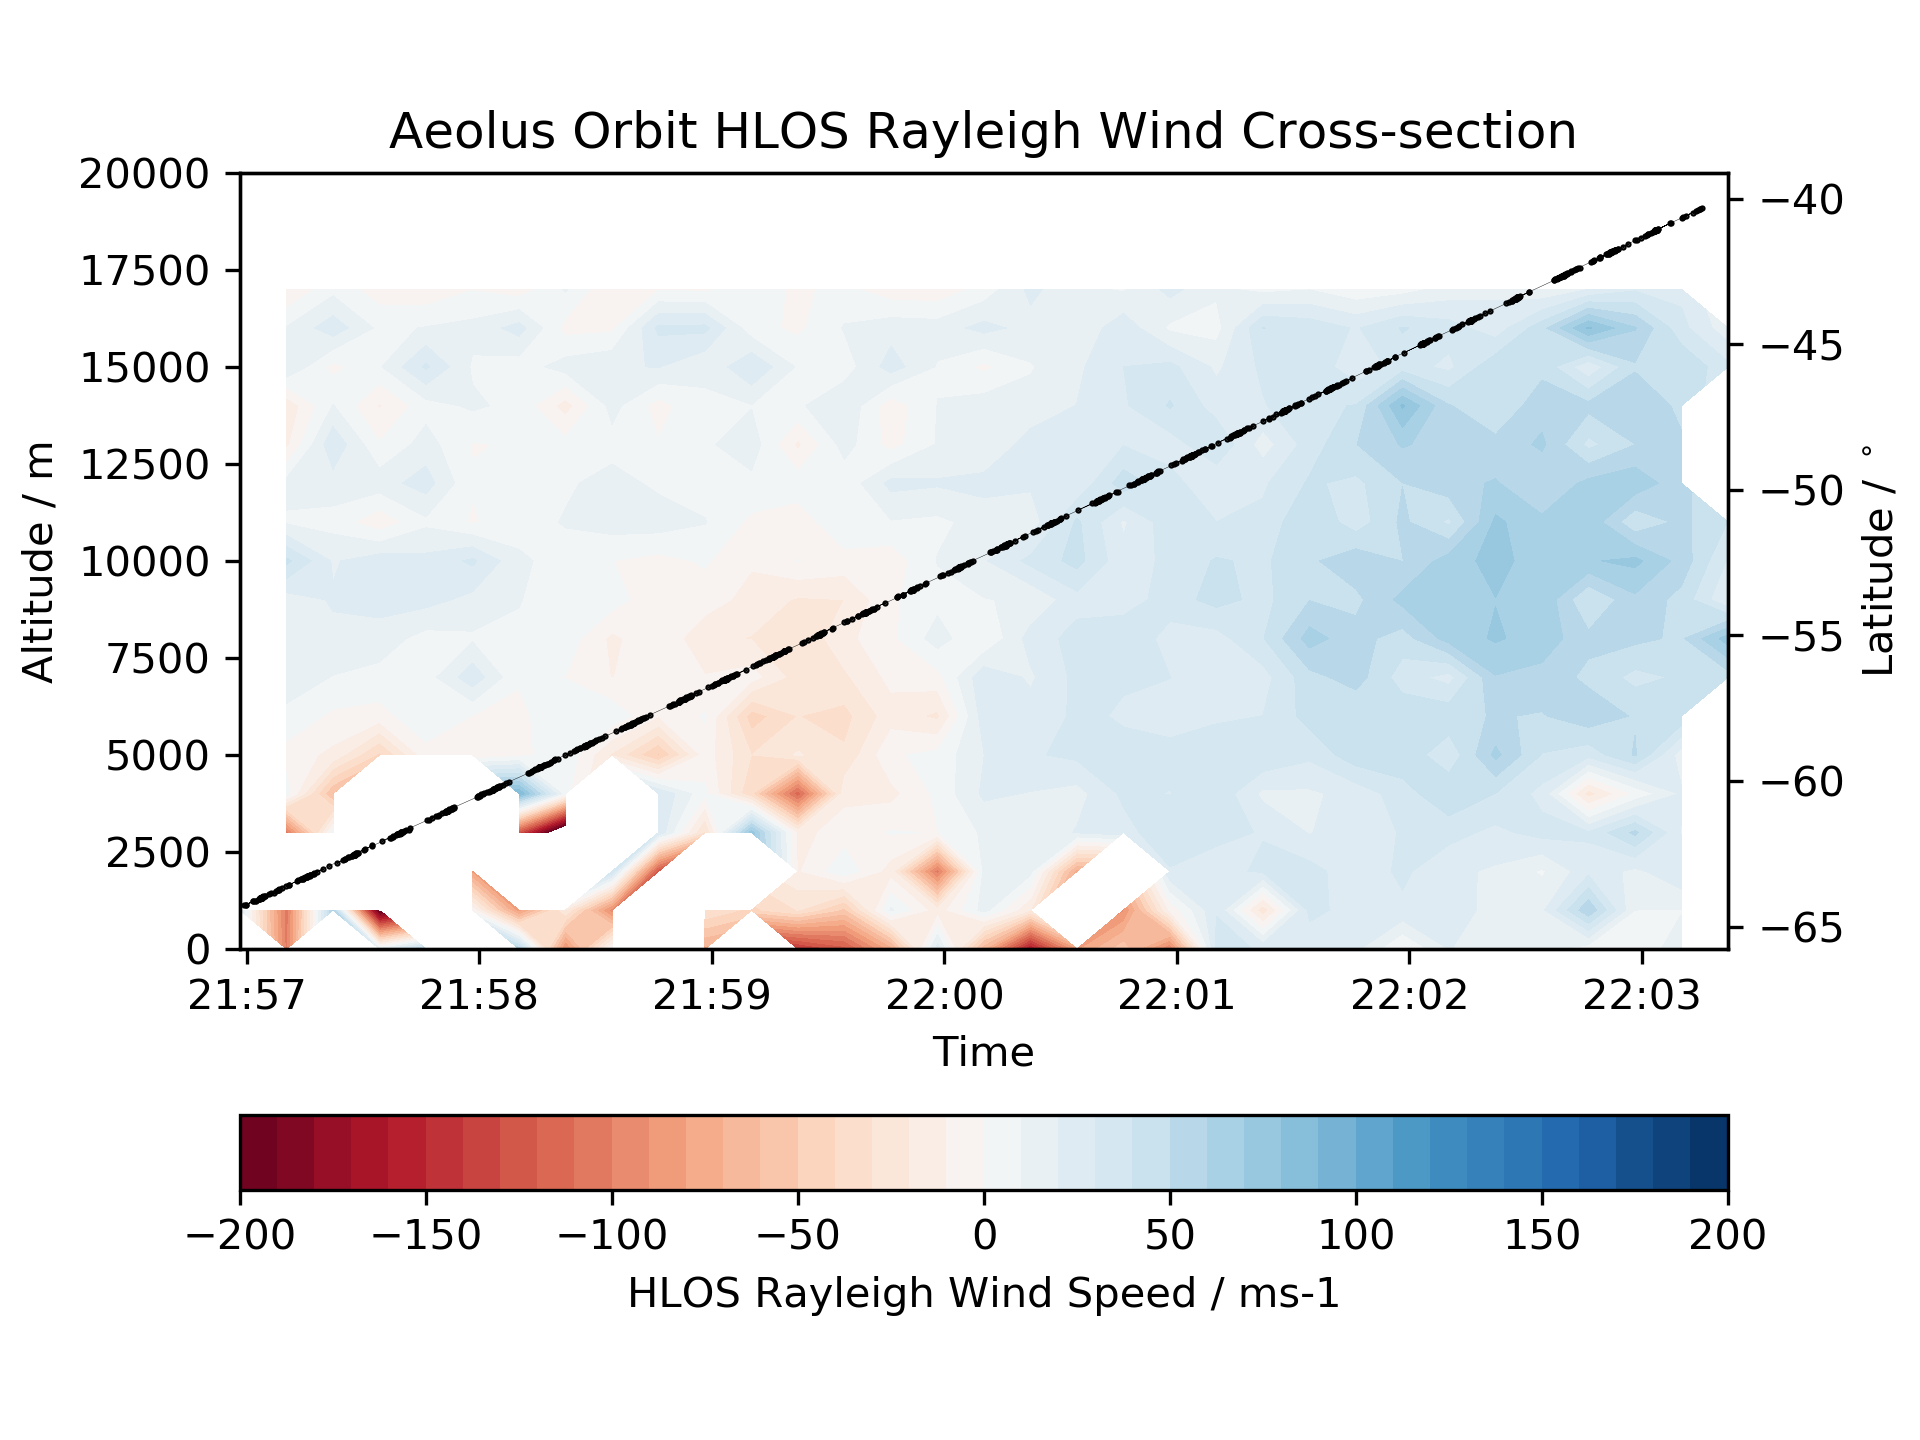 Aeolus Orbit HLOS Rayleigh Wind Cross-section
20000
17500
15000
12500
10000
7500
5000
2500
0
Altitude / m
−40
−45
−50
−55
−60
−65
Latitude / °
21:57 21:58 21:59 22:00 22:01 22:02 22:03
Time
−200 −150 −100 −50 0 50 100 150 200
HLOS Rayleigh Wind Speed / ms-1